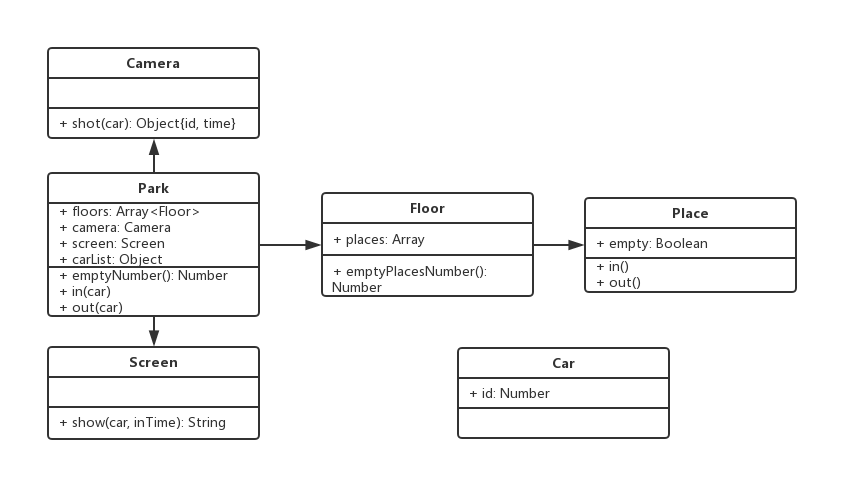 Camera
+ shot(car): Object{id, time}
Park
+ floors: Array<Floor>
+ camera: Camera
+ screen: Screen
+ carList: Object
+ emptyNumber(): Number
+ in(car)
+ out(car)
Screen
+ show(car, inTime): String
Floor
+ places: Array
+ emptyPlacesNumber():
Number
Place
+ empty: Boolean
+ in()
+ out()
Car
+ id: Number